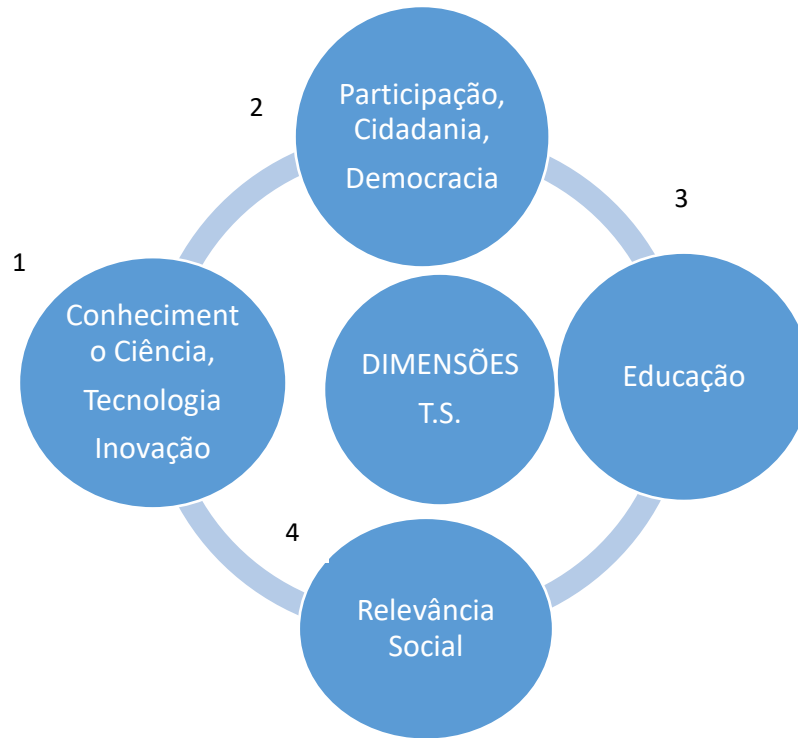 1
Conheciment
o Ciência,
Tecnologia
Inovação
2
Participação,
Cidadania,
Democracia
3
Educação
4
Relevância
Social
DIMENSÕES
T.S.